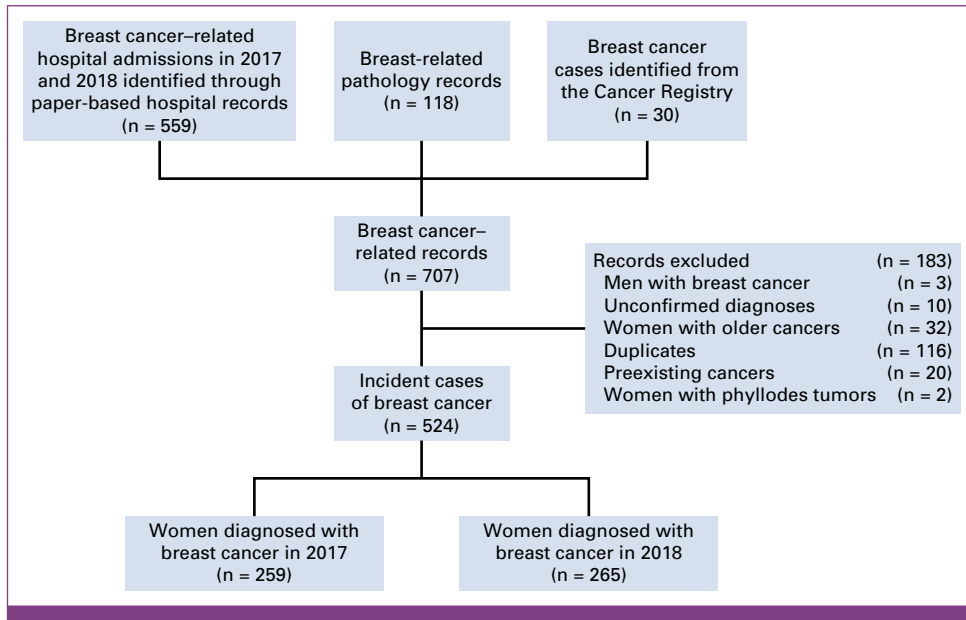 Breast cancer–related
hospital admissions in 2017
and 2018 identified through
paper-based hospital records
(n = 559)
Breast-related
pathology records
(n = 118)
Breast cancer
cases identified from
the Cancer Registry
(n = 30)
Breast cancer–
related records
(n = 707)
Records excluded (n = 183)
Men with breast cancer (n = 3)
Unconfirmed diagnoses (n = 10)
Women with older cancers (n = 32)
Duplicates (n = 116)
Preexisting cancers (n = 20)
Women with phyllodes tumors (n = 2)
Incident cases
of breast cancer
(n = 524)
Women diagnosed with
breast cancer in 2017
(n = 259)
Women diagnosed with
breast cancer in 2018
(n = 265)